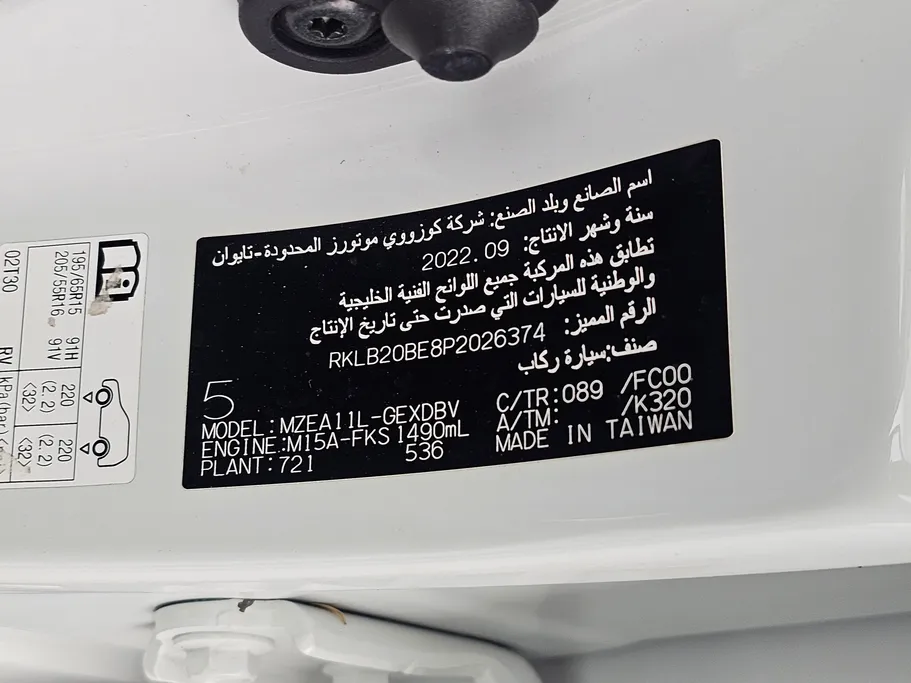 اسم الصانع وبلد الصنع: شركة كوزووي موتورز المحدودة-تايوان
سنة وشهر الانتاج: 2022.09
تطابق هذه المركبة جميع اللوائح الفنية الخليجية
والوطنية للسيارات التي صدرت حتى تاريخ الإنتاج
الرقم المميز: RKLB20BE8P2026374
صنف:سيارة ركاب
5
MODEL:MZEA11L-GEXDBV C/TR:089 /FC00
ENGINE:M15A-FKS 1490mL A/TM: /K320
PLANT:721 536 MADE IN TAIWAN
195/65R15 91H 220 (2.2) <32> 220 (2.2) <32>
205/55R16 91V
02T30